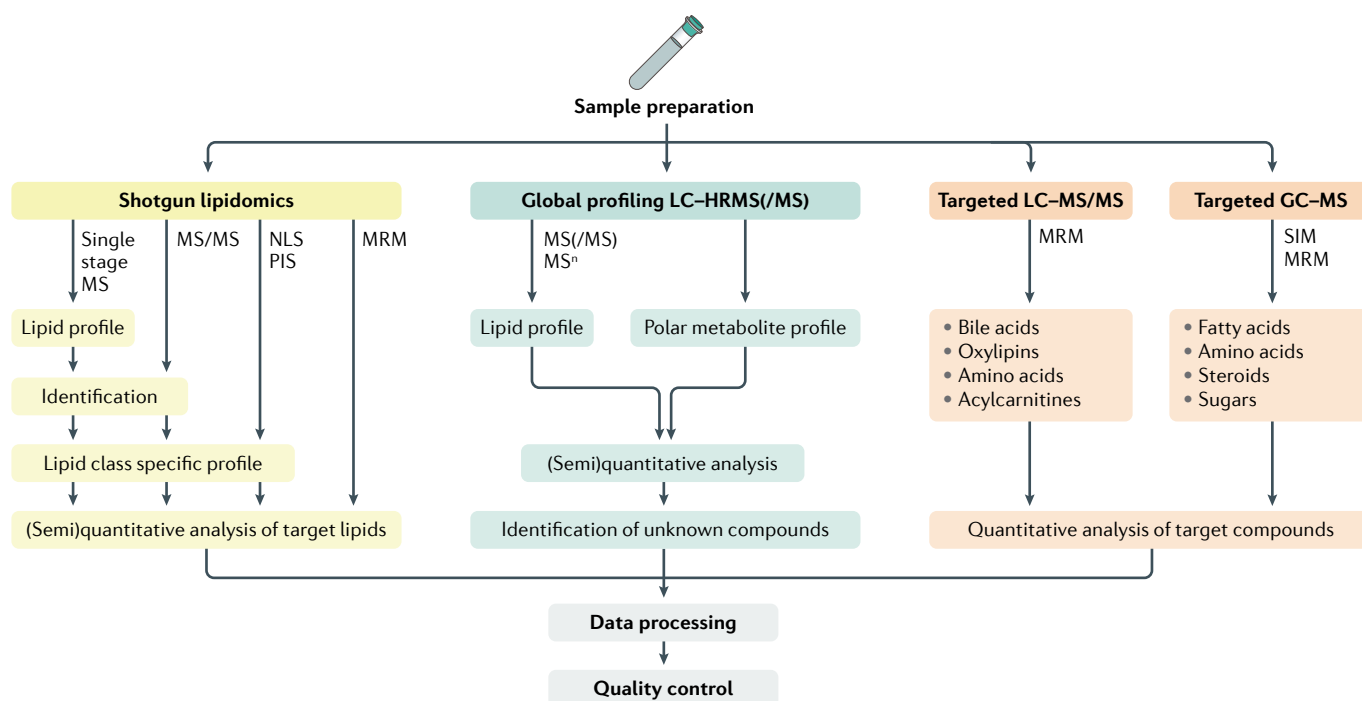 Sample preparation
Shotgun lipidomics
Single
stage
MS
MS/MS
NLS
PIS
MRM
Lipid profile
Identification
Lipid class specific profile
(Semi)quantitative analysis of target lipids
Global profiling LC–HRMS(/MS)
MS(/MS)
MSⁿ
Lipid profile
Polar metabolite profile
(Semi)quantitative analysis
Identification of unknown compounds
Targeted LC–MS/MS
MRM
• Bile acids
• Oxylipins
• Amino acids
• Acylcarnitines
Targeted GC–MS
SIM
MRM
• Fatty acids
• Amino acids
• Steroids
• Sugars
Quantitative analysis of target compounds
Data processing
Quality control